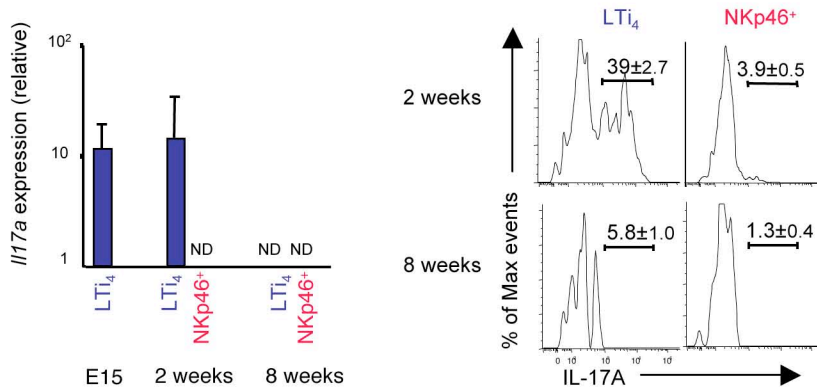 Il17a expression (relative)
10²
10
1
ND
ND ND
LTi₄
LTi₄
NKp46⁺
LTi₄
NKp46⁺
E15
2 weeks
8 weeks
LTi₄
NKp46⁺
2 weeks
39±2.7
3.9±0.5
8 weeks
5.8±1.0
1.3±0.4
% of Max events
IL-17A